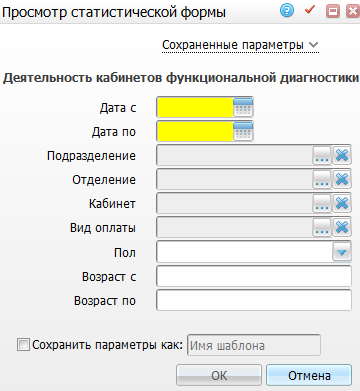 Просмотр статистической формы
Сохраненные параметры
Деятельность кабинетов функциональной диагностики
Дата с
Дата по
Подразделение ...
Отделение ...
Кабинет ...
Вид оплаты ...
Пол
Возраст с
Возраст по
Сохранить параметры как: Имя шаблона
OK Отмена